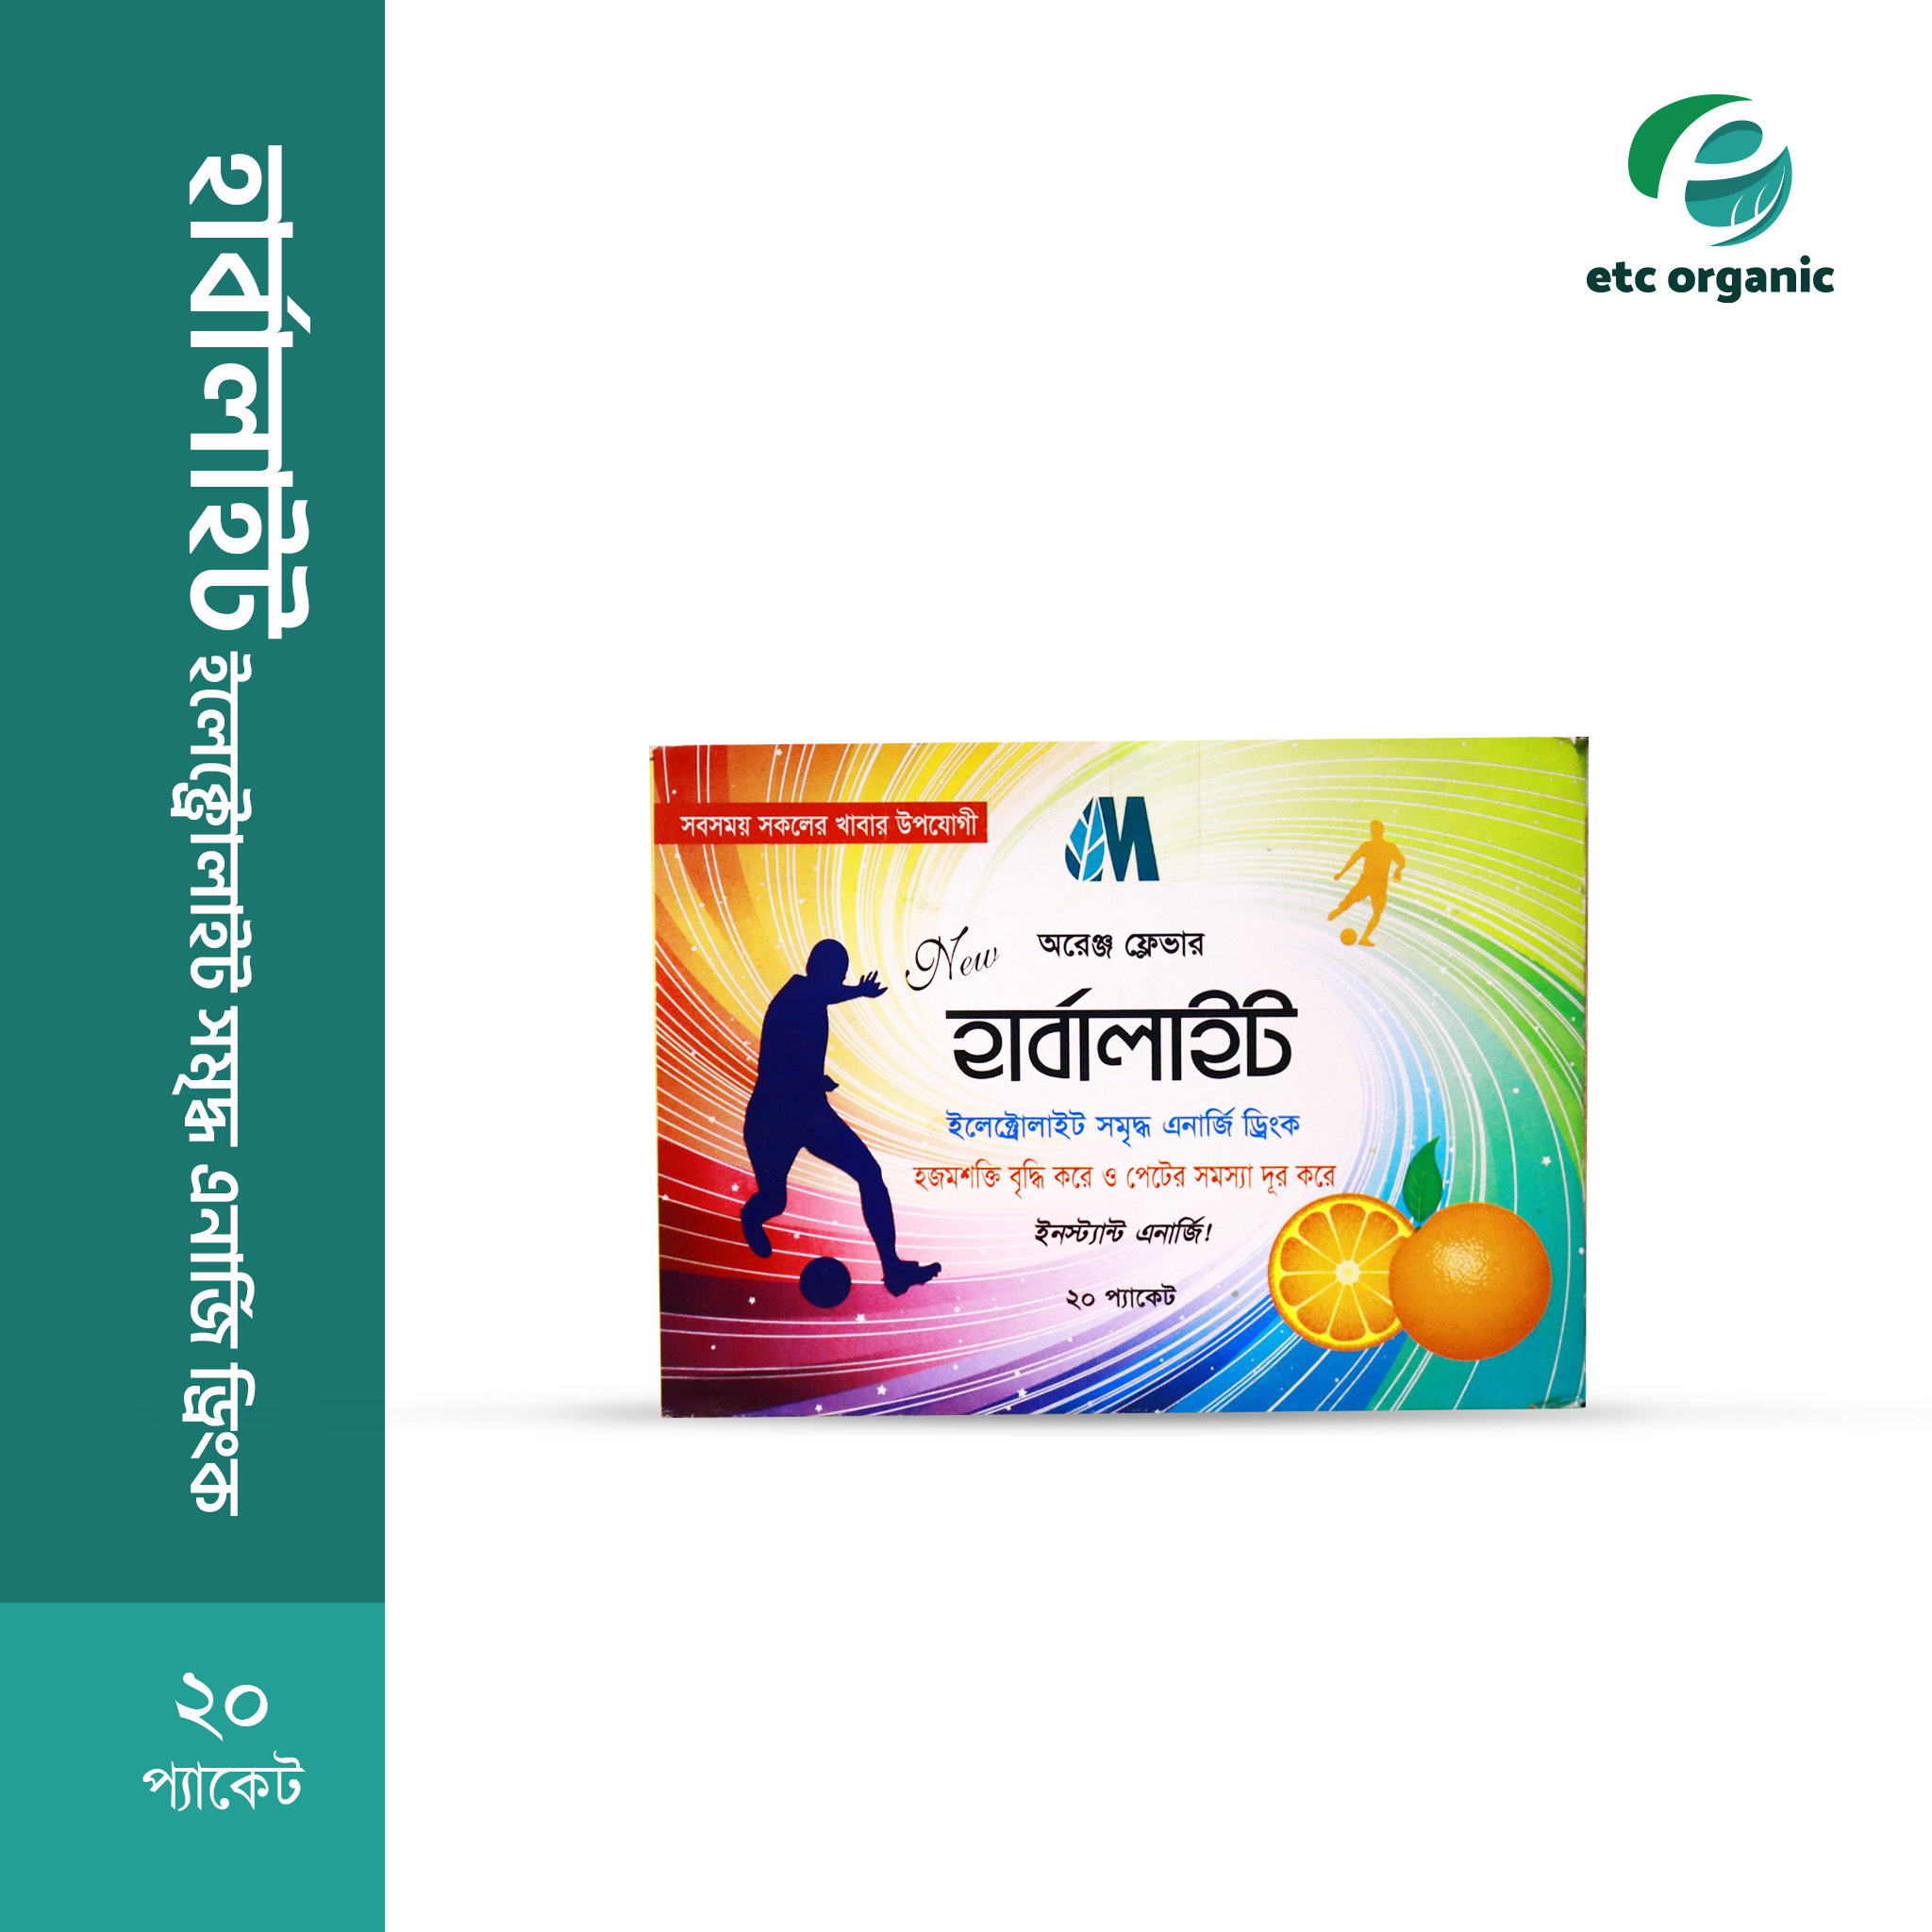 হার্বালাইট ইলেক্ট্রোলাইট সমৃদ্ধ এনার্জি ড্রিংক
২০
প্যাকেট
etc organic
সবসময় সকলের খাবার উপযোগী
M
New
অরেঞ্জ ফ্লেভার
হার্বালাইট
ইলেক্ট্রোলাইট সমৃদ্ধ এনার্জি ড্রিংক
হজমশক্তি বৃদ্ধি করে ও পেটের সমস্যা দূর করে
ইনস্ট্যান্ট এনার্জি!
২০ প্যাকেট